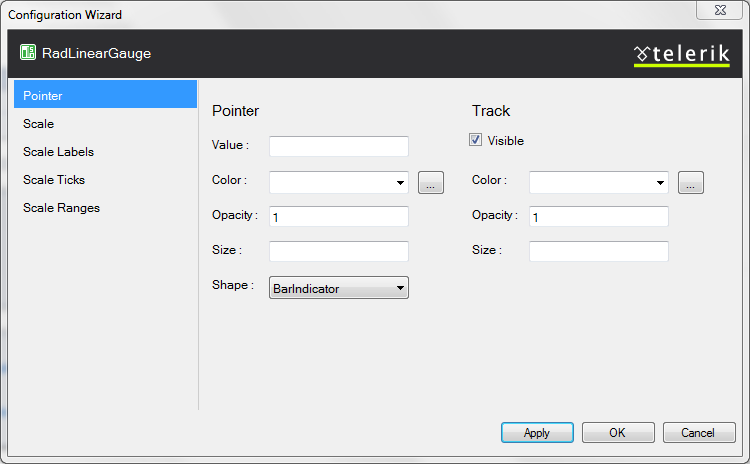 Configuration Wizard
RadLinearGauge
telerik
Pointer
Scale
Scale Labels
Scale Ticks
Scale Ranges
Pointer
Value :
Color :
...
Opacity : 1
Size :
Shape : BarIndicator
Track
Visible
Color :
...
Opacity : 1
Size :
Apply
OK
Cancel